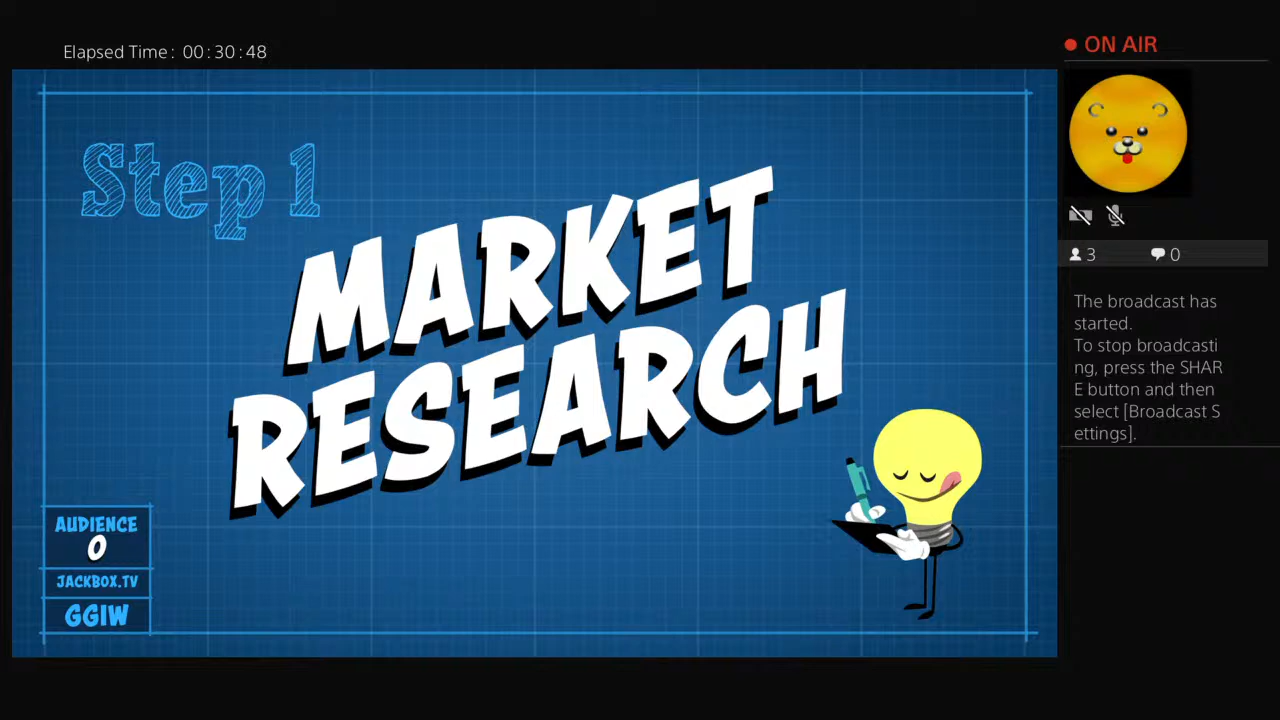 Elapsed Time: 00:30:48
ON AIR
Step 1
MARKET
RESEARCH
AUDIENCE
0
JACKBOX.TV
GGIW
3 0
The broadcast has
started.
To stop broadcasti
ng, press the SHAR
E button and then
select [Broadcast S
ettings].